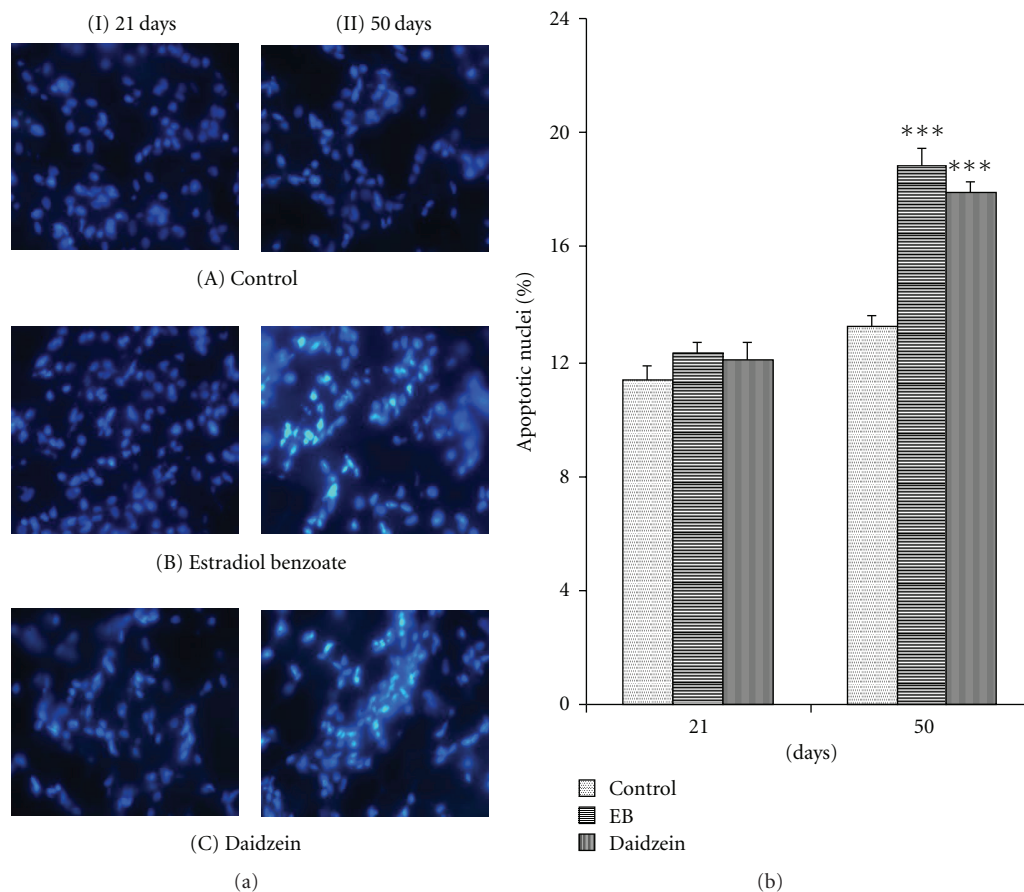 (I) 21 days
(II) 50 days
(A) Control
(B) Estradiol benzoate
(C) Daidzein
(a)
24
20
16
12
8
4
0
Apoptotic nuclei (%)
***
***
21
50
(days)
Control
EB
Daidzein
(b)